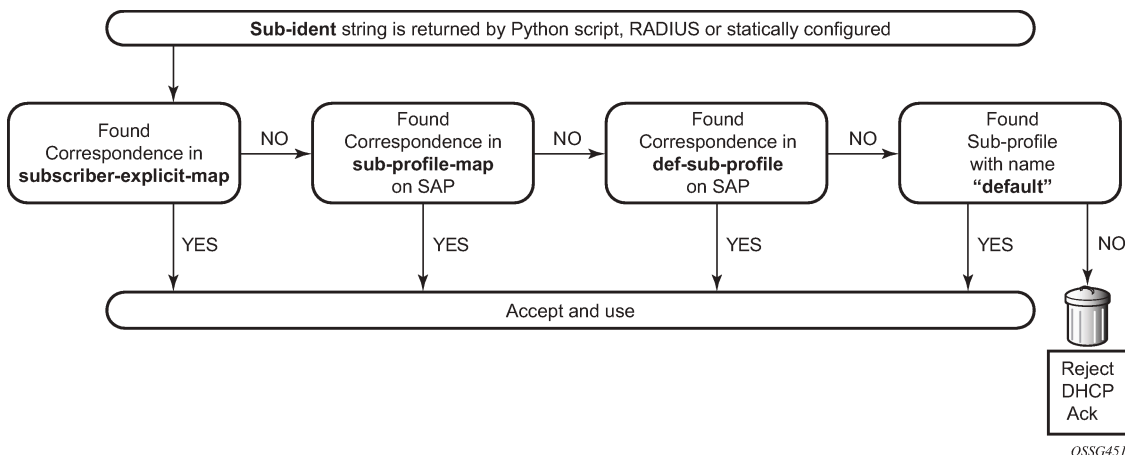 Sub-ident string is returned by Python script, RADIUS or statically configured
Found
Correspondence in
subscriber-explicit-map
NO
Found
Correspondence in
sub-profile-map
on SAP
NO
Found
Correspondence in
def-sub-profile
on SAP
NO
Found
Sub-profile
with name
“default”
YES
YES
YES
YES
NO
Accept and use
Reject
DHCP
Ack
OSSG451